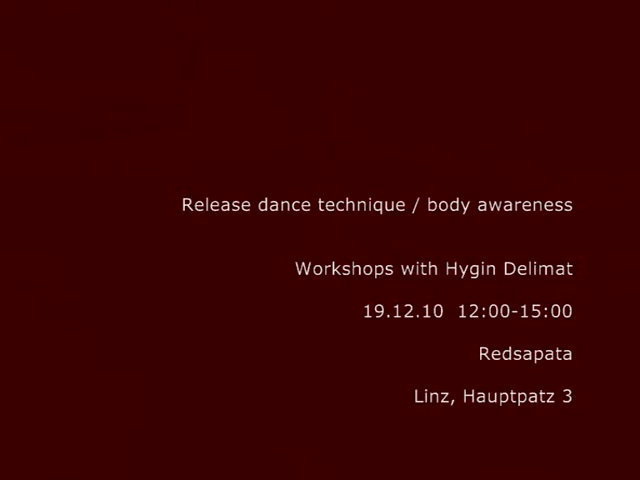 Release dance technique / body awareness
Workshops with Hygin Delimat
19.12.10  12:00-15:00
Redsapata
Linz, Hauptpatz 3